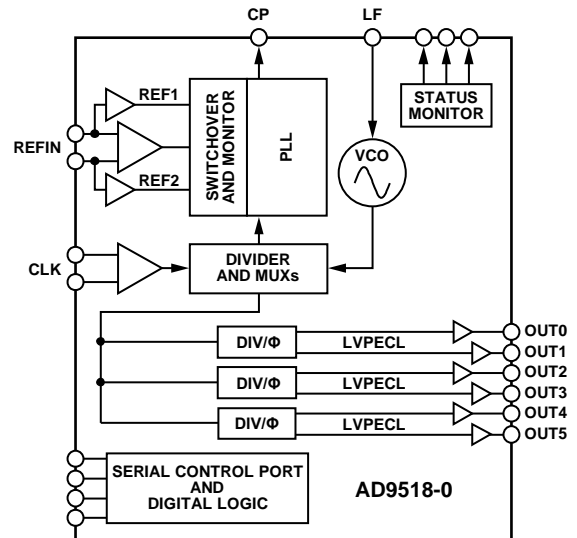 CP
LF
REF1
REFIN
REF2
SWITCHOVER
AND MONITOR
PLL
STATUS
MONITOR
VCO
CLK
DIVIDER
AND MUXs
DIV/Φ
LVPECL
OUT0
OUT1
DIV/Φ
LVPECL
OUT2
OUT3
DIV/Φ
LVPECL
OUT4
OUT5
SERIAL CONTROL PORT
AND
DIGITAL LOGIC
AD9518-0